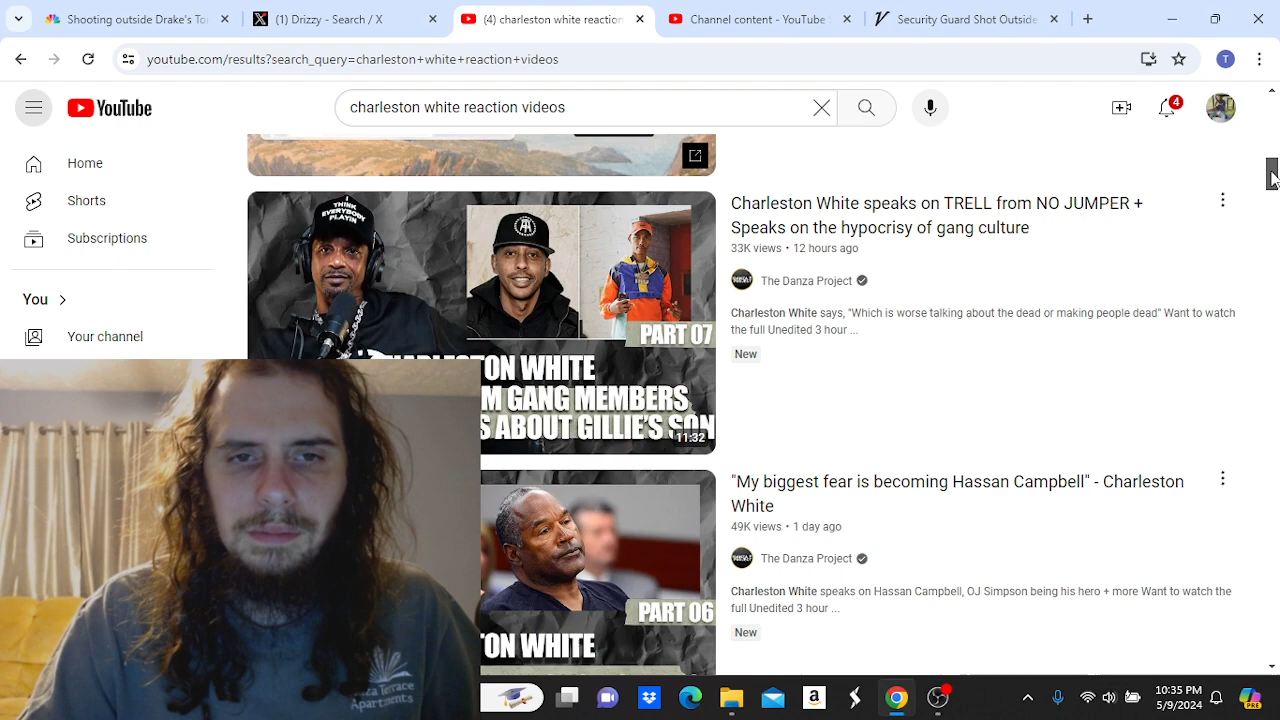 Shooting outside Drake's To
(1) Drizzy - Search / X
(4) charleston white reaction
Channel content - YouTube
Security Guard Shot Outside
youtube.com/results?search_query=charleston+white+reaction+videos
T
YouTube
charleston white reaction videos
4
Home
Shorts
Subscriptions
You
Your channel
I
THINK
EVERYBODY
PLAYIN
PART 07
ON WHITE
M GANG MEMBERS
S ABOUT GILLIE'S SON
11:32
Charleston White speaks on TRELL from NO JUMPER +
Speaks on the hypocrisy of gang culture
33K views • 12 hours ago
The Danza Project
Charleston White says, "Which is worse talking about the dead or making people dead" Want to watch
the full Unedited 3 hour ...
New
PART 06
TON WHITE
"My biggest fear is becoming Hassan Campbell" - Charleston
White
49K views • 1 day ago
The Danza Project
Charleston White speaks on Hassan Campbell, OJ Simpson being his hero + more Want to watch the
full Unedited 3 hour ...
New
Terrace
Apartments
10:35 PM
PRE